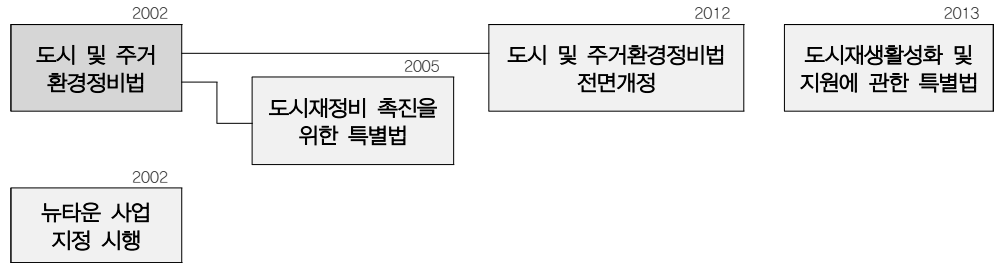 2002
도시 및 주거
환경정비법
2005
도시재정비 촉진을
위한 특별법
2012
도시 및 주거환경정비법
전면개정
2013
도시재생활성화 및
지원에 관한 특별법
2002
뉴타운 사업
지정 시행